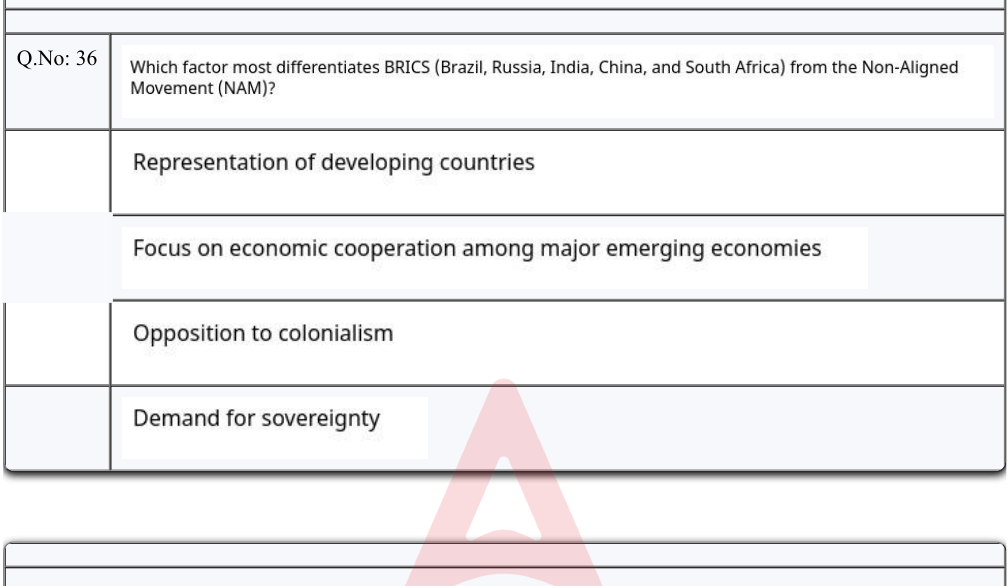 Q.No: 36
Which factor most differentiates BRICS (Brazil, Russia, India, China, and South Africa) from the Non-Aligned
Movement (NAM)?
Representation of developing countries
Focus on economic cooperation among major emerging economies
Opposition to colonialism
Demand for sovereignty